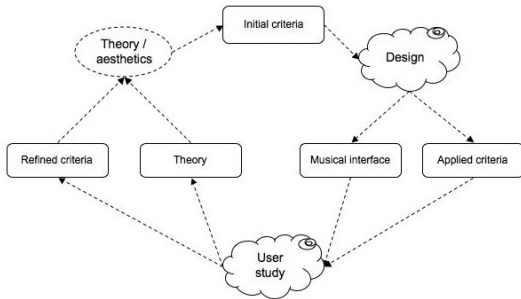 Initial criteria
Theory /
aesthetics
Design
Refined criteria
Theory
Musical interface
Applied criteria
User
study